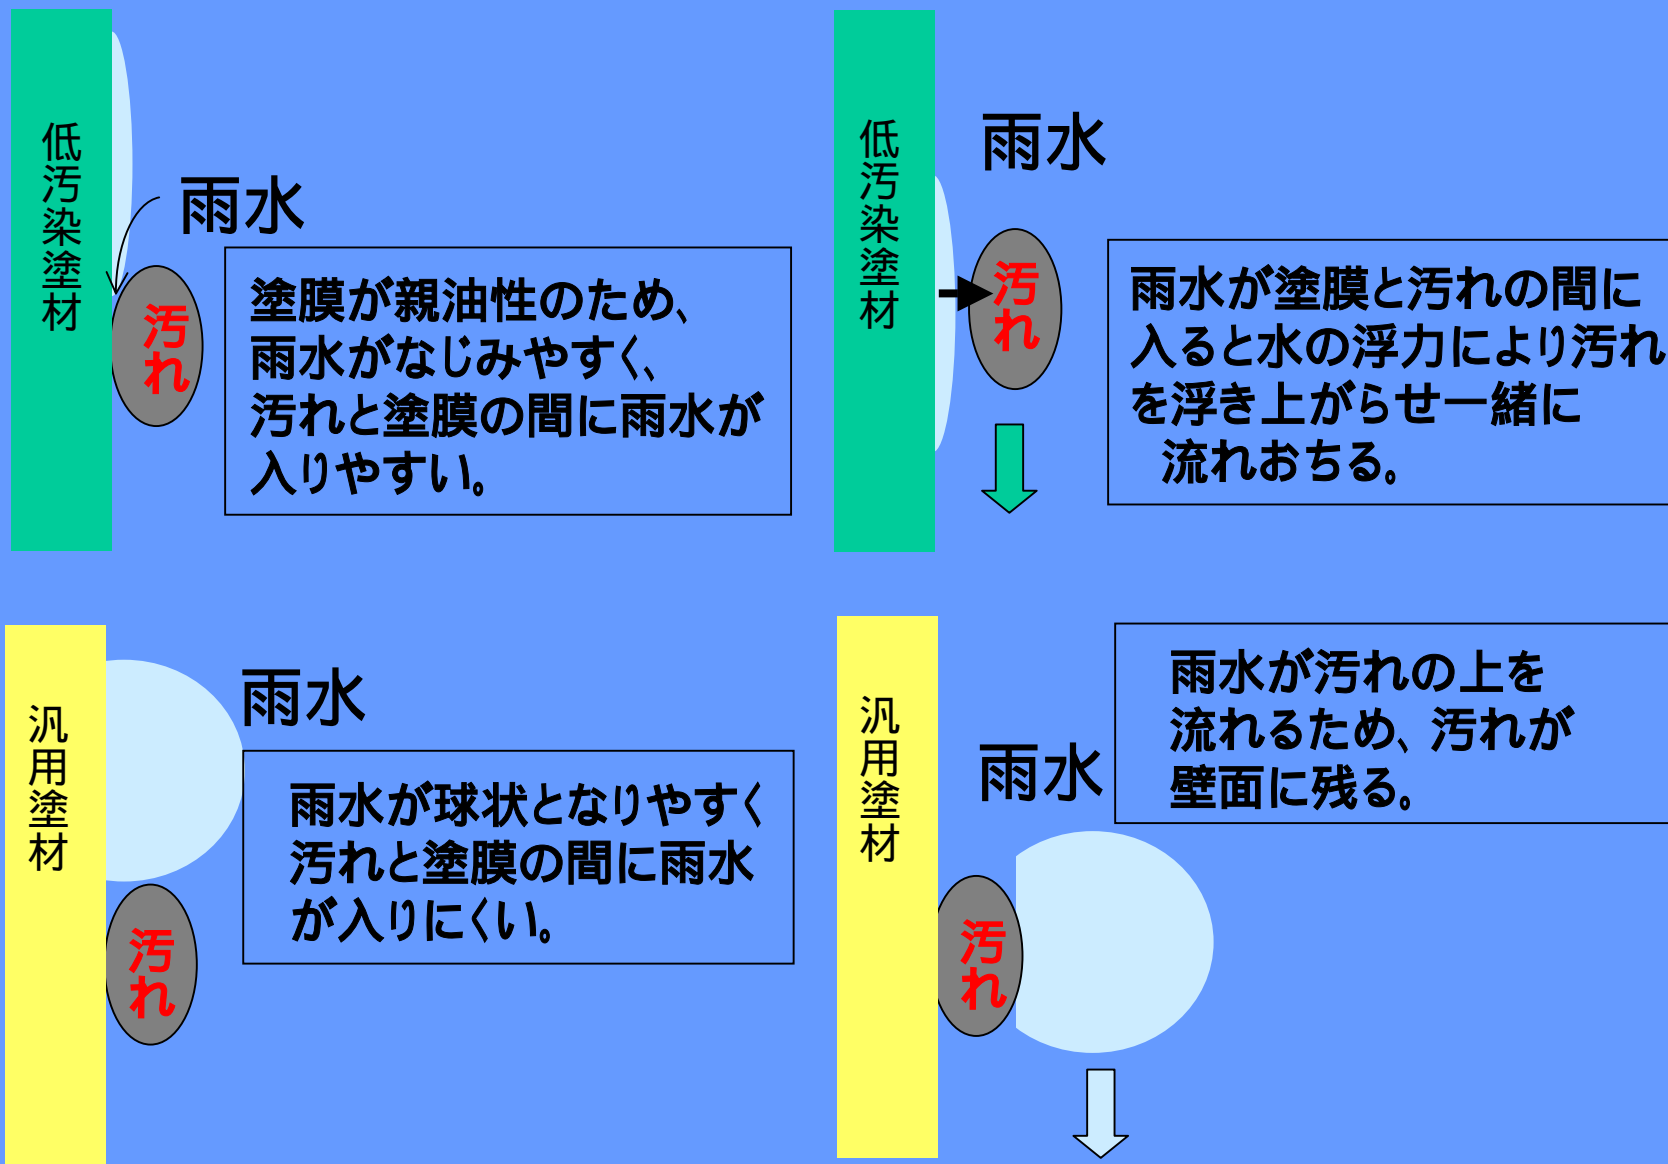 低汚染塗材
雨水
汚れ
塗膜が親油性のため、
雨水がなじみやすく、
汚れと塗膜の間に雨水が
入りやすい。
低汚染塗材
雨水
汚れ
雨水が塗膜と汚れの間に
入ると水の浮力により汚れ
を浮き上がらせ一緒に
流れおちる。
汎用塗材
雨水
汚れ
雨水が球状となりやすく
汚れと塗膜の間に雨水
が入りにくい。
汎用塗材
雨水
汚れ
雨水が汚れの上を
流れるため、汚れが
壁面に残る。